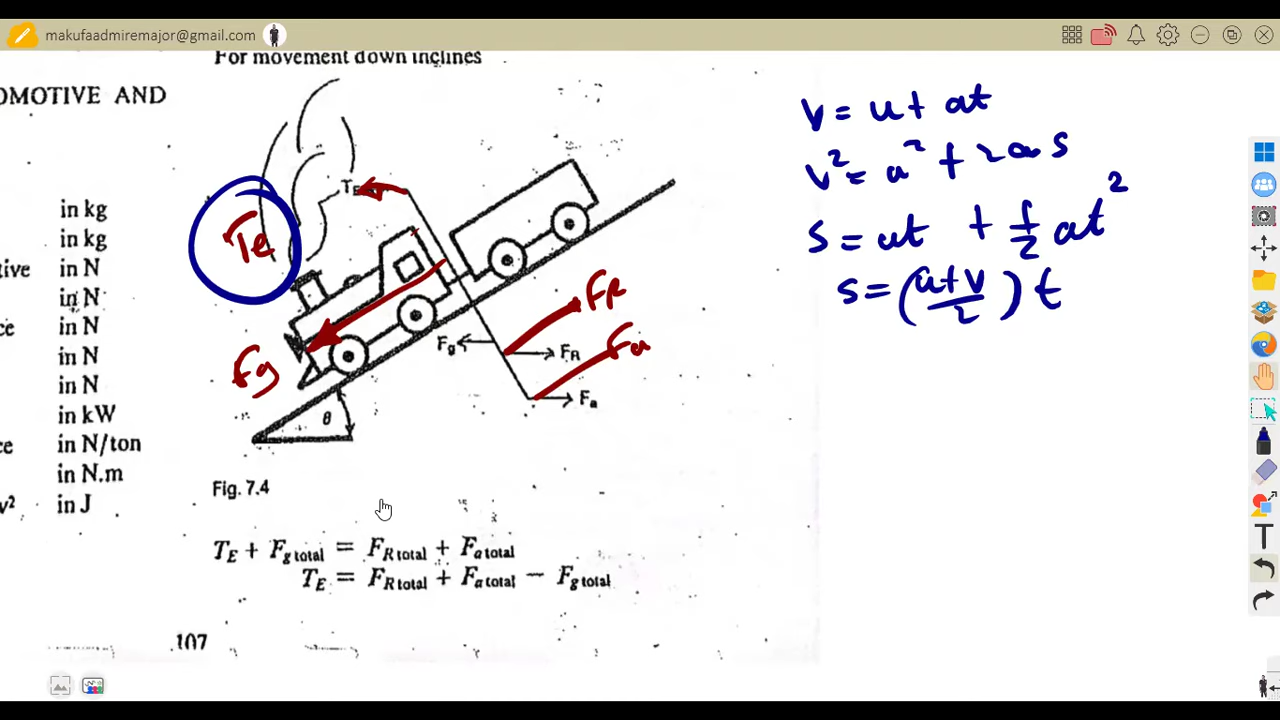 makufaadmiremajor@gmail.com
For movement down inclines
OMOTIVE AND
in kg
in kg
tive in N
in N
ce in N
in N
in N
in kW
ce in N/ton
in N.m
v² in J
TE
Te
Fg
Fg
FR
FR
Fa
Fa
θ
Fig. 7.4
TE + Fg total = FR total + Fa total
TE = FR total + Fa total − Fg total
107
v = u + at
v² = u² + 2as
s = ut + 1/2 at²
s = (u+v/2) t
T